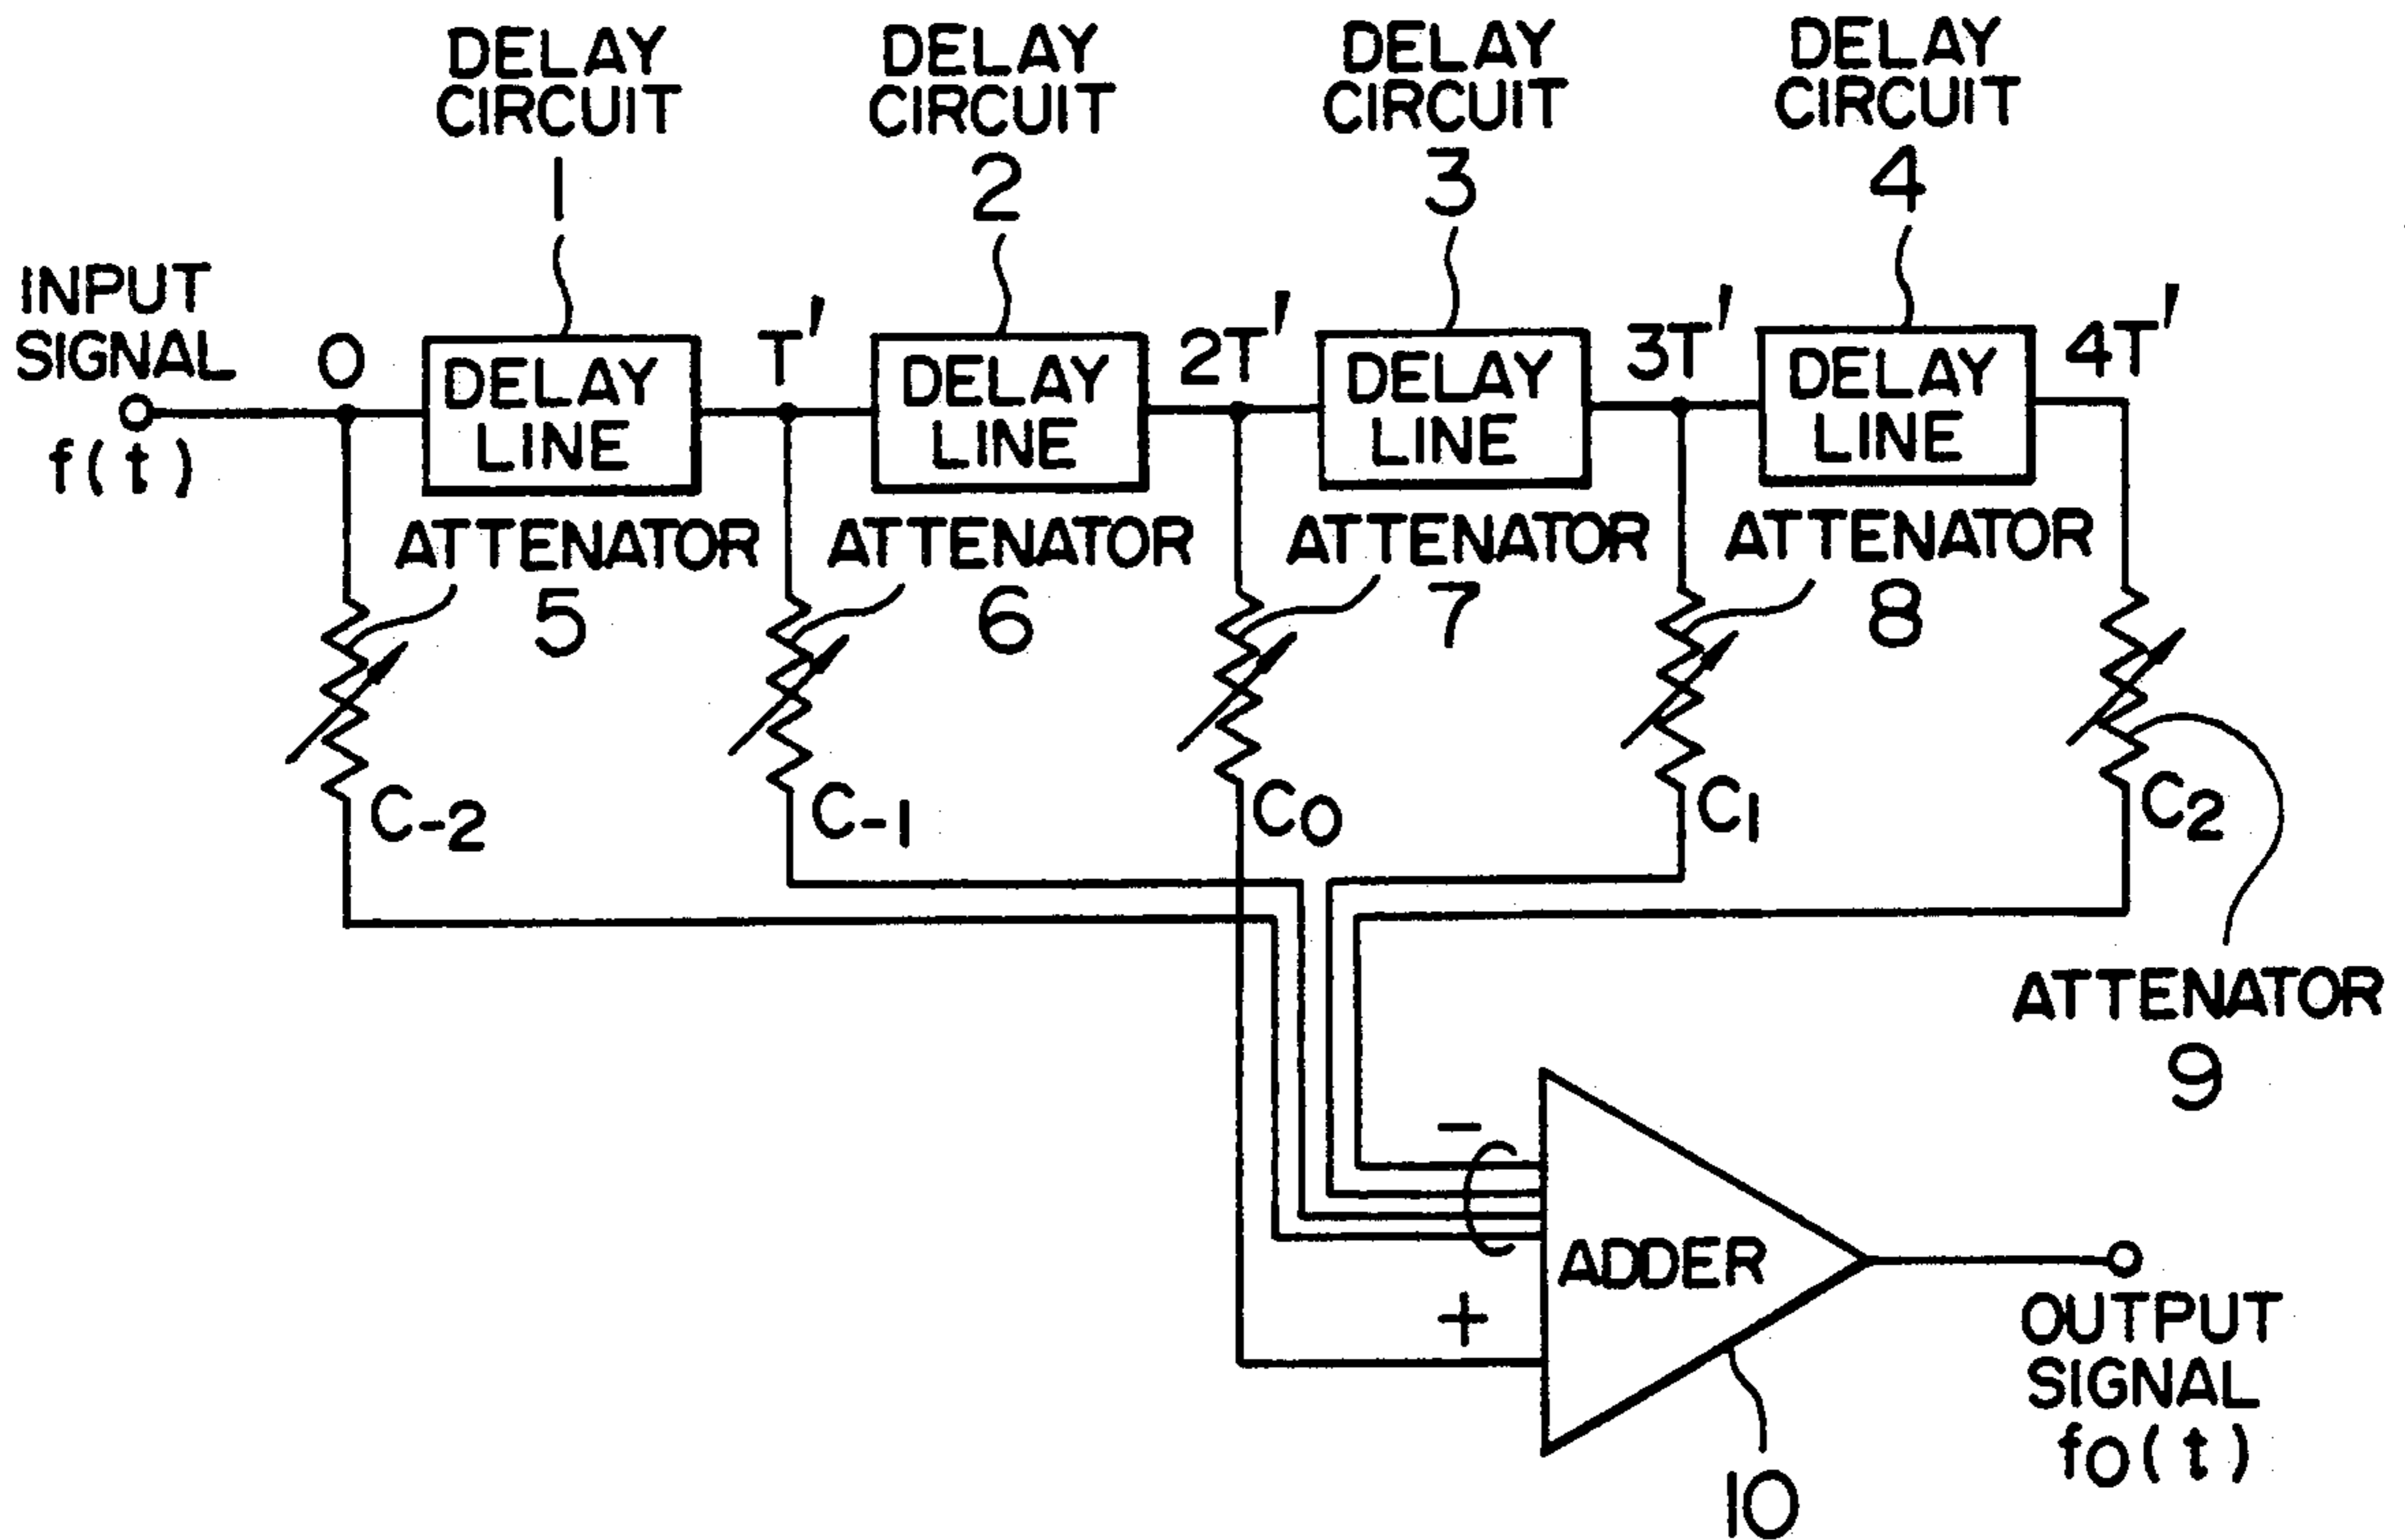 DELAY
CIRCUIT
1
DELAY
CIRCUIT
2
DELAY
CIRCUIT
3
DELAY
CIRCUIT
4
INPUT
SIGNAL
f(t)
0
DELAY
LINE
T'
DELAY
LINE
2T'
DELAY
LINE
3T'
DELAY
LINE
4T'
ATTENATOR
5
ATTENATOR
6
ATTENATOR
7
ATTENATOR
8
C-2
C-1
C0
C1
C2
ATTENATOR
9
−
+
ADDER
10
OUTPUT
SIGNAL
fo(t)